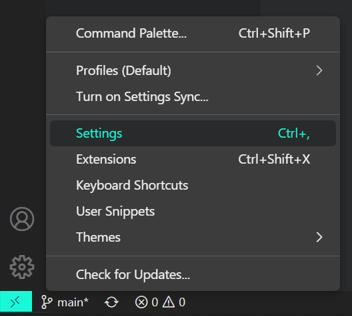 Command Palette... Ctrl+Shift+P
Profiles (Default)
Turn on Settings Sync...
Settings Ctrl+,
Extensions Ctrl+Shift+X
Keyboard Shortcuts
User Snippets
Themes
Check for Updates...
main* 0 0